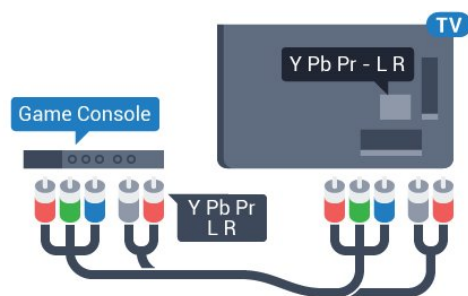 TV
Y Pb Pr - L R
Game Console
Y Pb Pr
L R